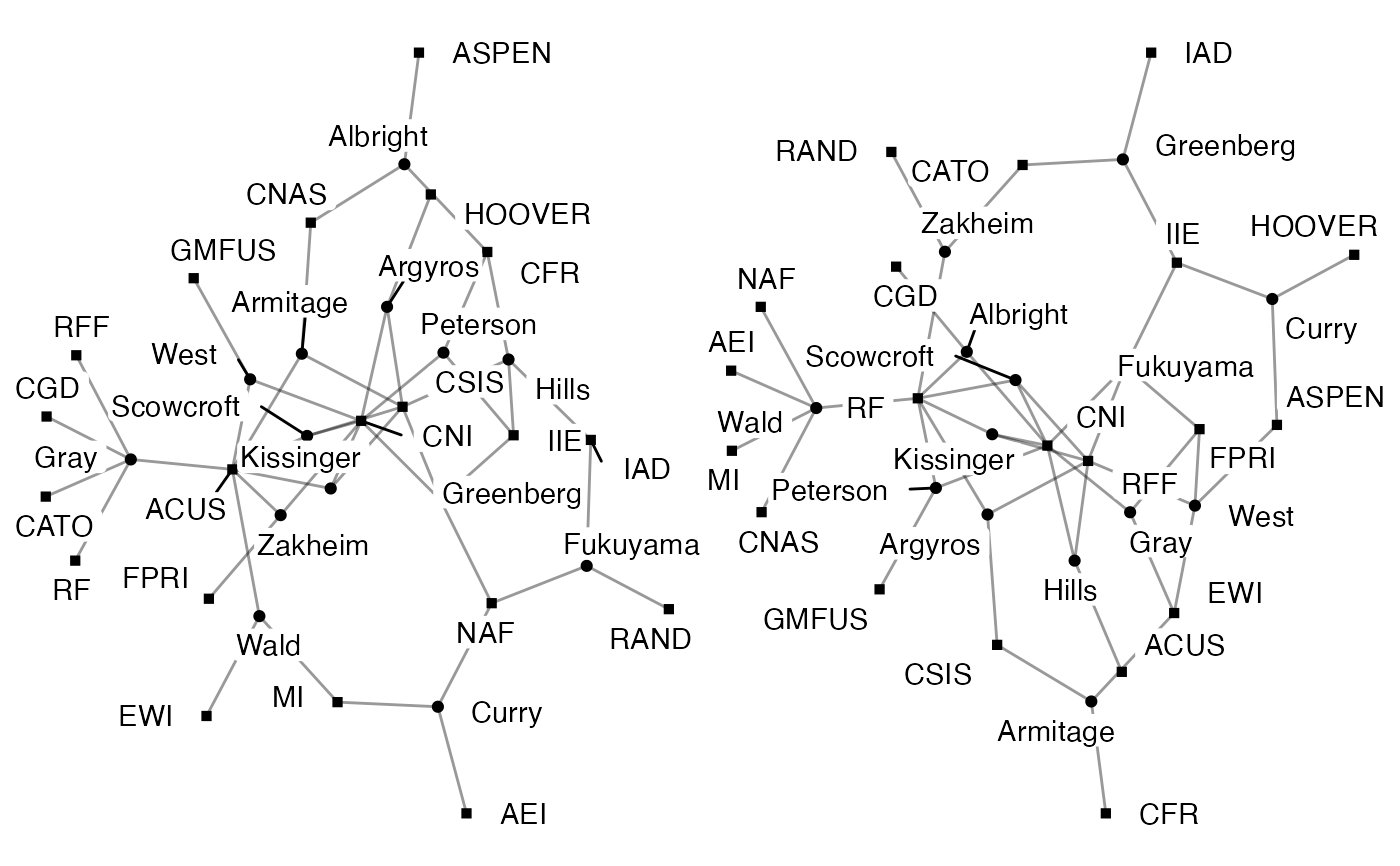 ASPEN
Albright
CNAS
HOOVER
GMFUS
Argyros
CFR
Armitage
RFF
Peterson
West
CGD
CSIS
Hills
Scowcroft
CNI
IIE
Gray
Kissinger
IAD
Greenberg
ACUS
CATO
Zakheim
Fukuyama
FPRI
RF
NAF
RAND
Wald
MI
EWI
Curry
AEI
IAD
RAND
Greenberg
CATO
Zakheim
IIE
HOOVER
NAF
CGD
Albright
Curry
AEI
Scowcroft
Fukuyama
ASPEN
RF
Wald
CNI
Kissinger
FPRI
MI
Peterson
RFF
West
CNAS
Argyros
Gray
Hills
EWI
GMFUS
ACUS
CSIS
Armitage
CFR